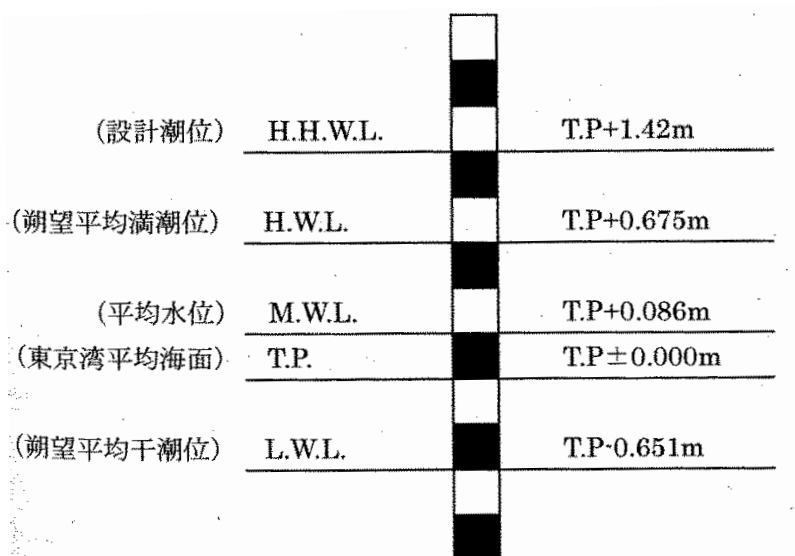 (設計潮位) H.H.W.L. T.P+1.42m
(朔望平均満潮位) H.W.L. T.P+0.675m
(平均水位) M.W.L. T.P+0.086m
(東京湾平均海面) T.P. T.P±0.000m
(朔望平均干潮位) L.W.L. T.P-0.651m